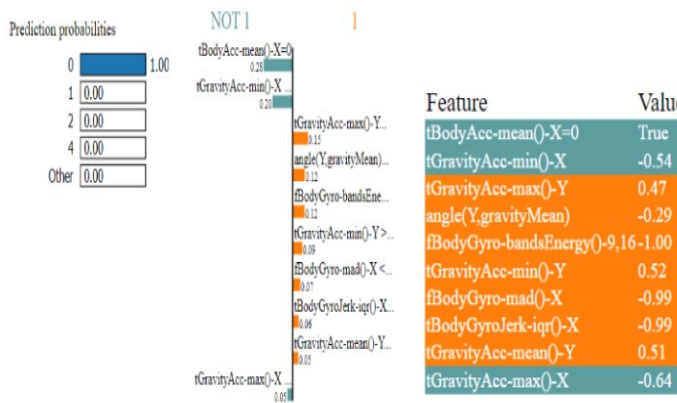 Prediction probabilities
0 1.00
1 0.00
2 0.00
4 0.00
Other 0.00
NOT 1 1
tBodyAcc-mean()-X=0
0.28
tGravityAcc-min()-X ...
0.20
tGravityAcc-max()-Y...
0.15
angle(Y,gravityMean)...
0.12
fBodyGyro-bandsEne...
0.12
tGravityAcc-min()-Y >...
0.09
fBodyGyro-mad()-X <...
0.07
tBodyGyroJerk-iqr()-X...
0.06
tGravityAcc-mean()-Y...
0.05
tGravityAcc-max()-X ...
0.05
Feature Value
tBodyAcc-mean()-X=0 True
tGravityAcc-min()-X -0.54
tGravityAcc-max()-Y 0.47
angle(Y,gravityMean) -0.29
fBodyGyro-bandsEnergy()-9,16 -1.00
tGravityAcc-min()-Y 0.52
fBodyGyro-mad()-X -0.99
tBodyGyroJerk-iqr()-X -0.99
tGravityAcc-mean()-Y 0.51
tGravityAcc-max()-X -0.64